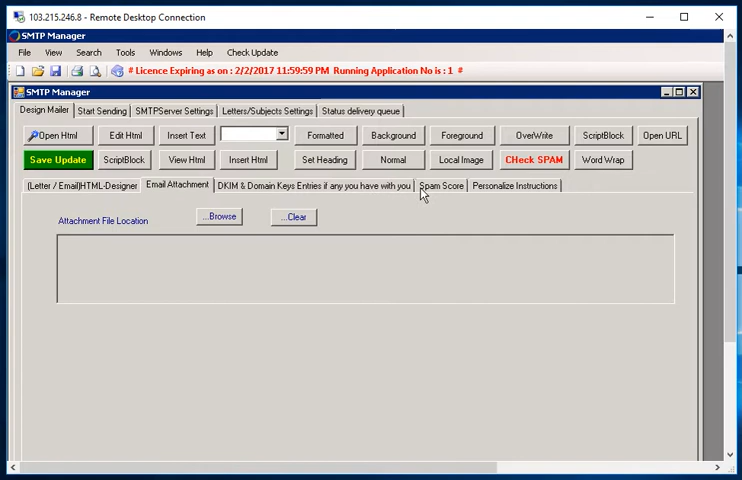 103.215.246.8 - Remote Desktop Connection
SMTP Manager
File View Search Tools Windows Help Check Update
# Licence Expiring as on : 2/2/2017 11:59:59 PM Running Application No is : 1 #
SMTP Manager
Design Mailer Start Sending SMTPServer Settings Letters/Subjects Settings Status delivery queue
Open Html Edit Html Insert Text Formatted Background Foreground OverWrite ScriptBlock Open URL
Save Update ScriptBlock View Html Insert Html Set Heading Normal Local Image CHeck SPAM Word Wrap
(Letter / Email)HTML-Designer Email Attachment DKIM & Domain Keys Entries if any you have with you Spam Score Personalize Instructions
Attachment File Location ...Browse ...Clear